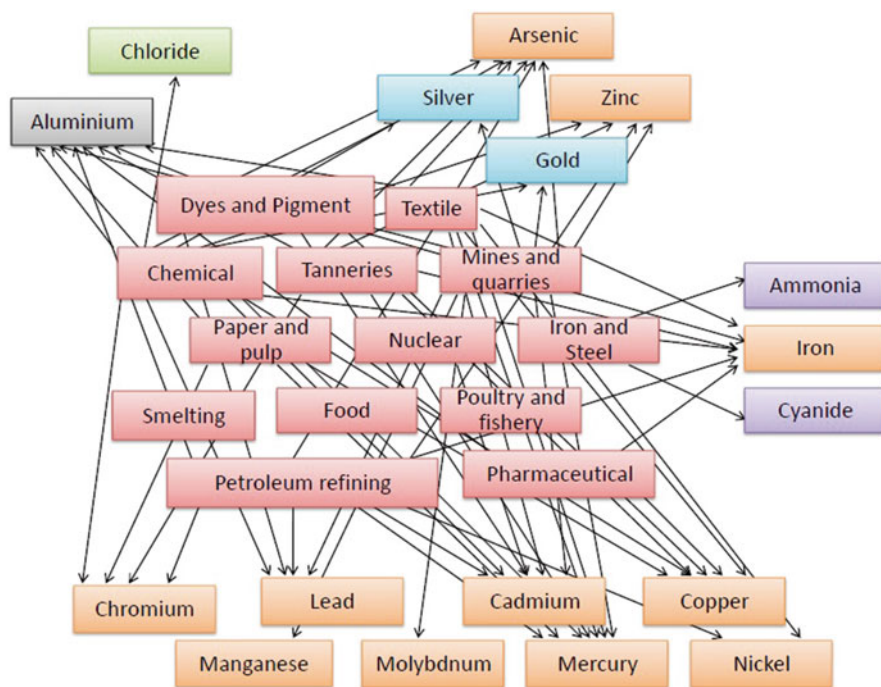 Arsenic
Chloride
Silver
Zinc
Aluminium
Gold
Dyes and Pigment
Textile
Chemical
Tanneries
Mines and
quarries
Ammonia
Paper and
pulp
Nuclear
Iron and
Steel
Iron
Smelting
Food
Poultry and
fishery
Cyanide
Petroleum refining
Pharmaceutical
Chromium
Lead
Cadmium
Copper
Manganese
Molybdnum
Mercury
Nickel